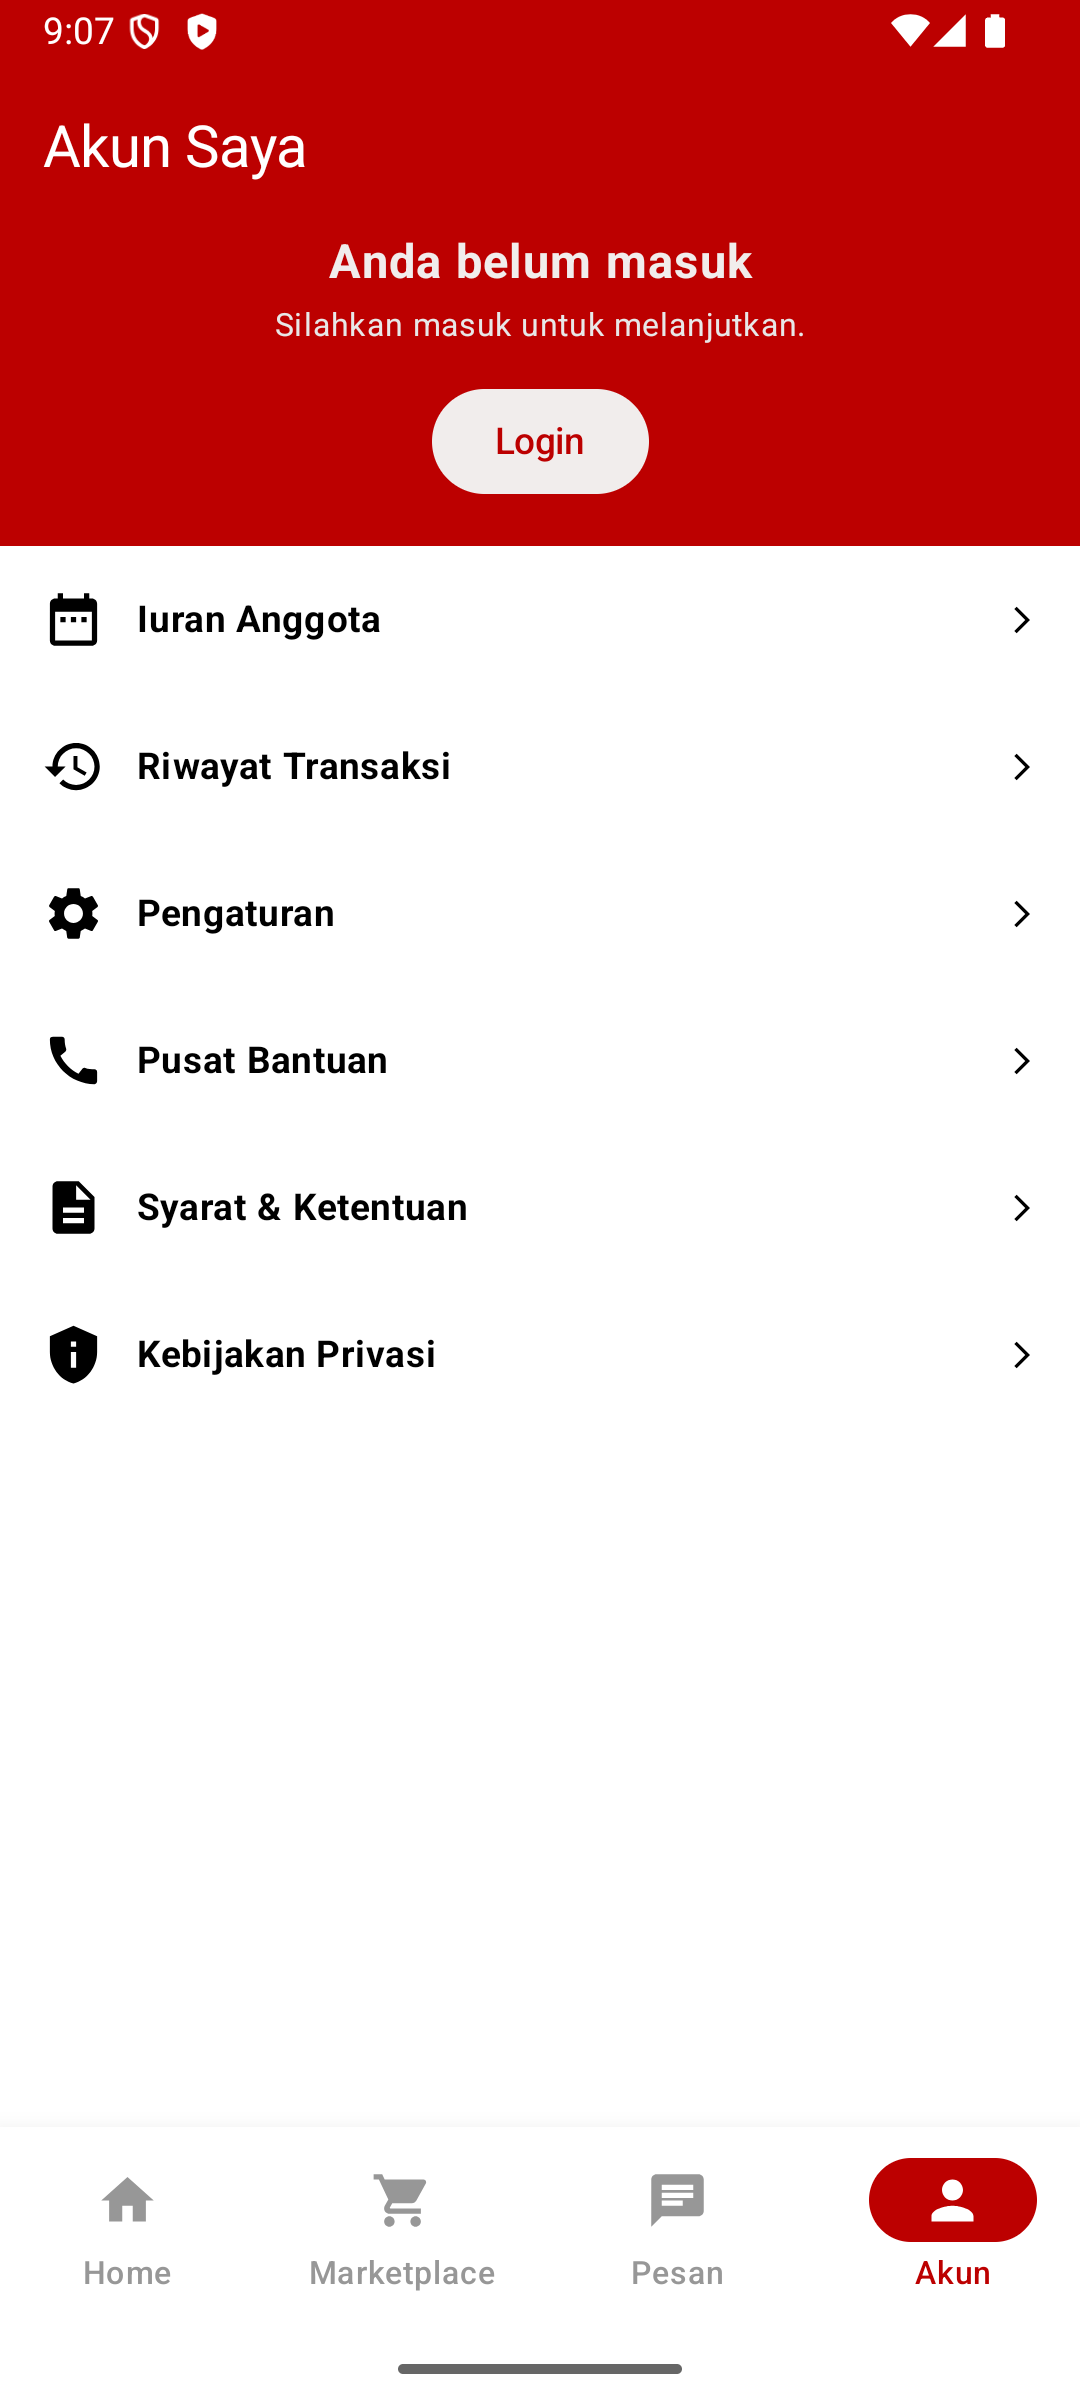 9:07
Akun Saya
Anda belum masuk
Silahkan masuk untuk melanjutkan.
Login
Iuran Anggota
Riwayat Transaksi
Pengaturan
Pusat Bantuan
Syarat & Ketentuan
Kebijakan Privasi
Home
Marketplace
Pesan
Akun